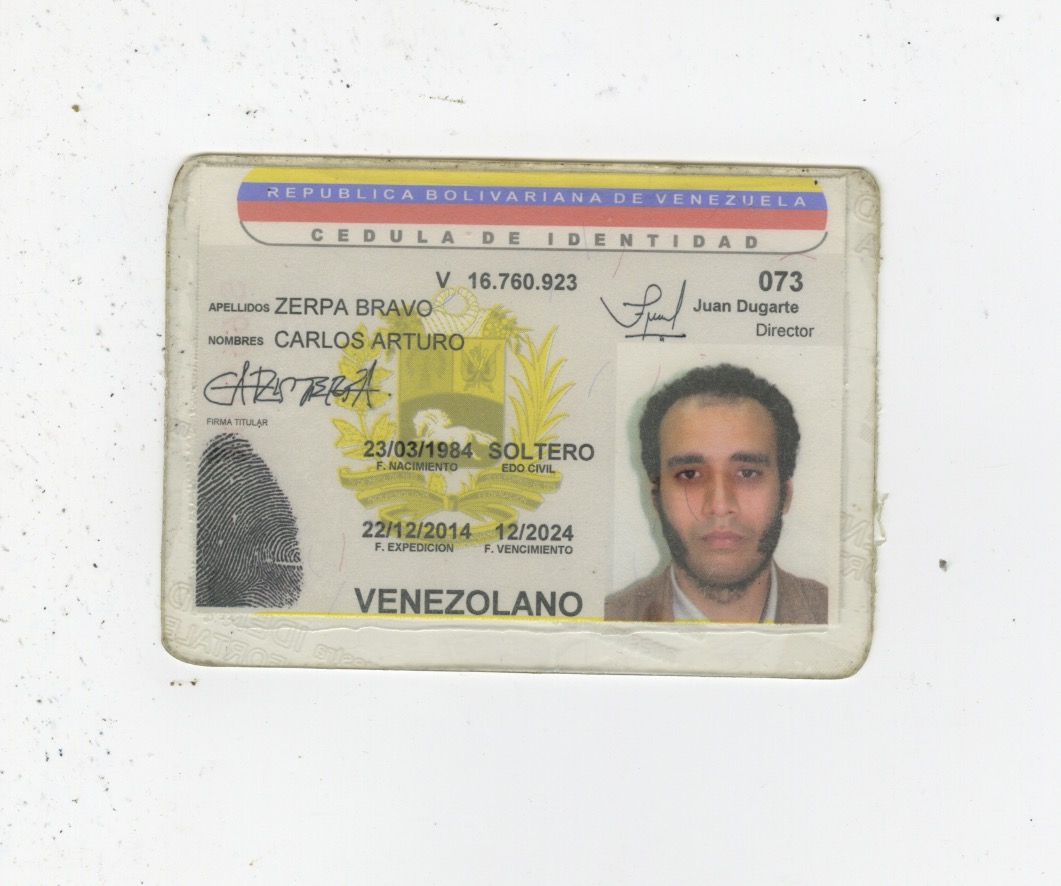 REPUBLICA BOLIVARIANA DE VENEZUELA
CEDULA DE IDENTIDAD
V 16.760.923
073
APELLIDOS ZERPA BRAVO
Juan Dugarte
Director
NOMBRES CARLOS ARTURO
FIRMA TITULAR
23/03/1984 SOLTERO
F. NACIMIENTO EDO CIVIL
22/12/2014 12/2024
F. EXPEDICION F. VENCIMIENTO
VENEZOLANO